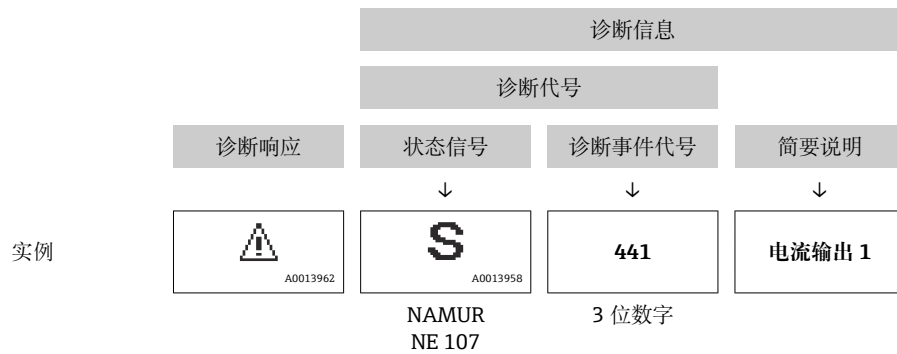 诊断信息
诊断代号
诊断响应 状态信号 诊断事件代号 简要说明
↓ ↓ ↓
实例 S 441 电流输出 1
A0013962 A0013958
NAMUR 3 位数字
NE 107